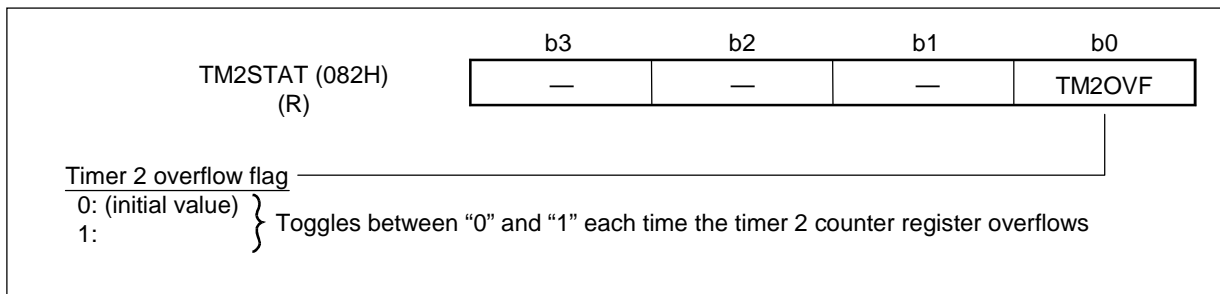 b3 b2 b1 b0
TM2STAT (082H) — — — TM2OVF
(R)
Timer 2 overflow flag
0: (initial value)
1:
Toggles between “0” and “1” each time the timer 2 counter register overflows